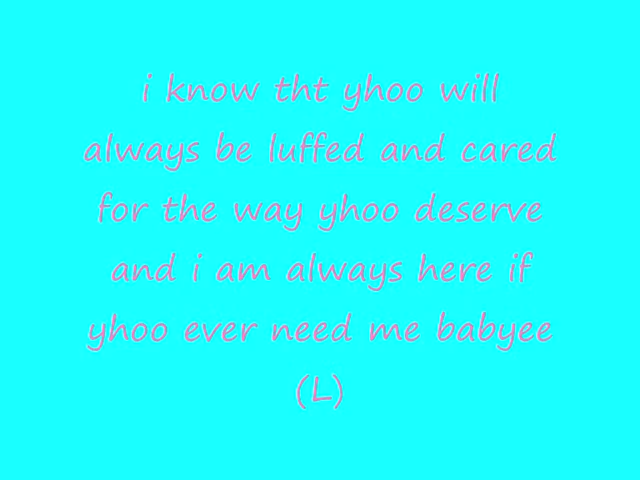 i know tht yhoo will
always be luffed and cared
for the way yhoo deserve
and i am always here if
yhoo ever need me babyee
(L)